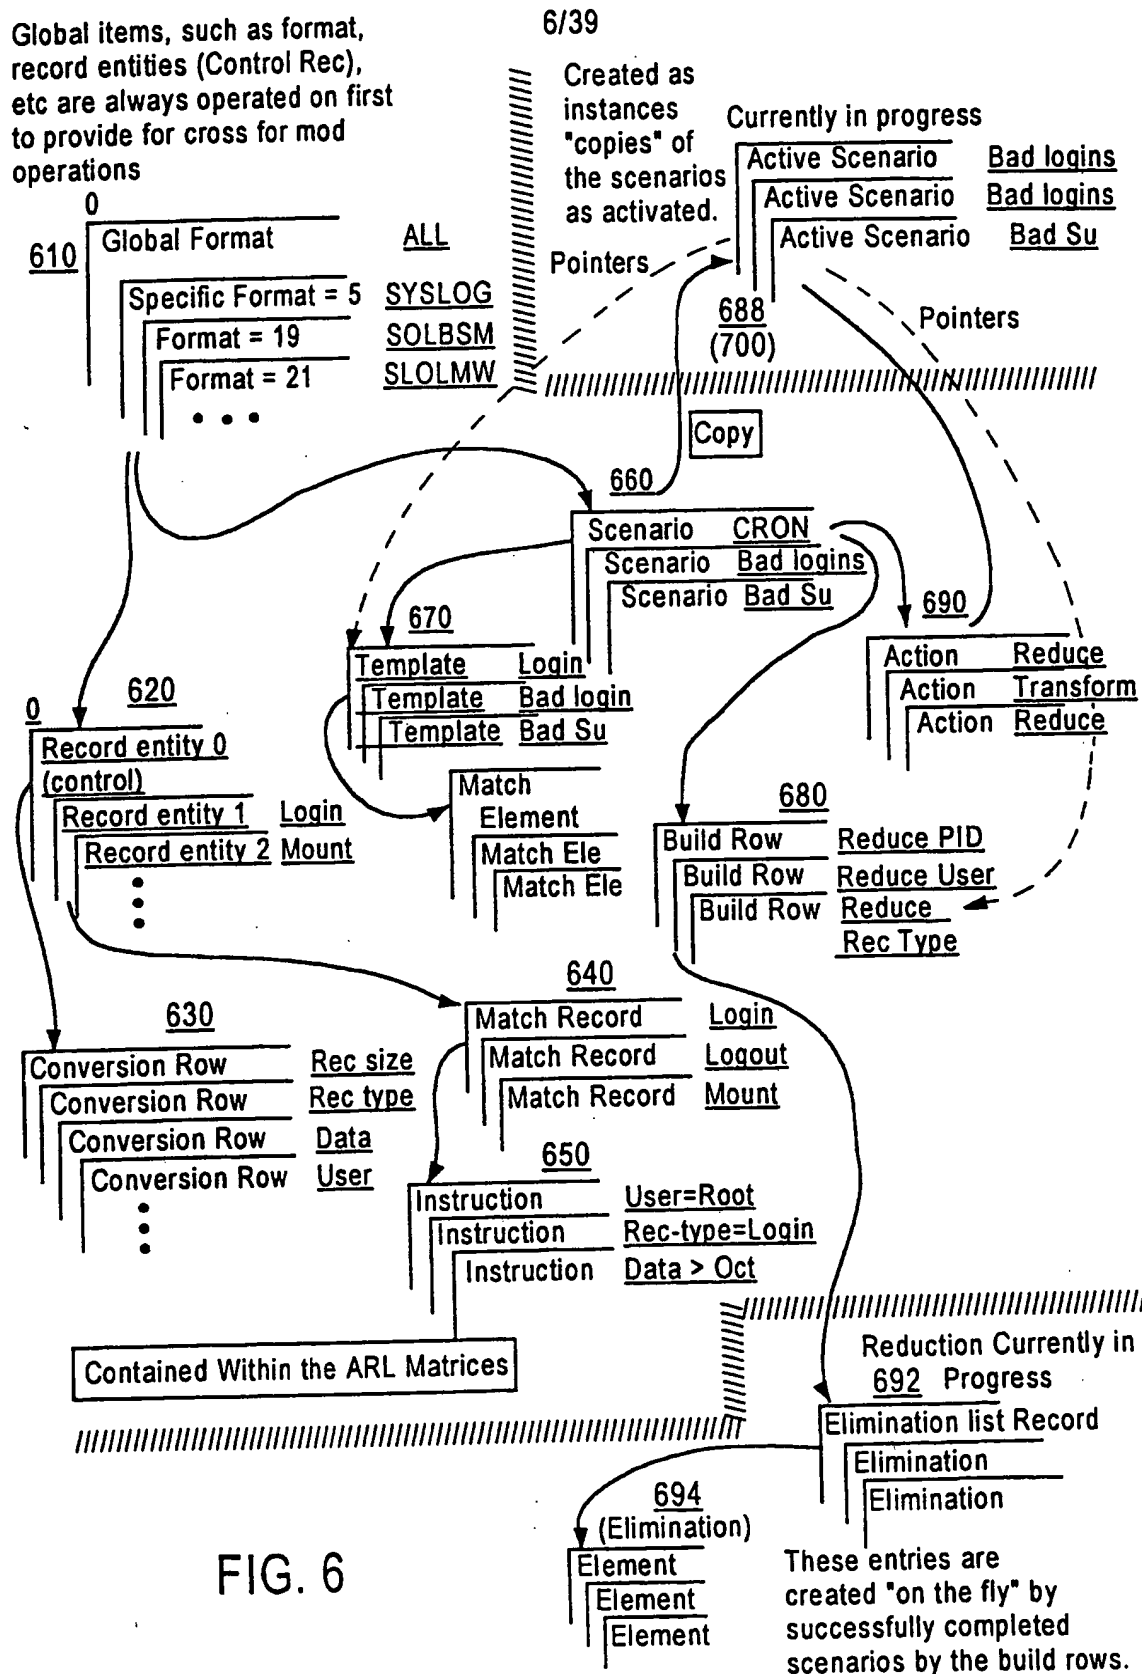 6/39
Global items, such as format,
record entities (Control Rec),
etc are always operated on first
to provide for cross for mod
operations
Created as
instances
"copies" of
the scenarios
as activated.
Currently in progress
Active Scenario Bad logins
Active Scenario Bad logins
Active Scenario Bad Su
688
(700)
Pointers
Pointers
0
610
Global Format ALL
Specific Format = 5 SYSLOG
Format = 19 SOLBSM
Format = 21 SLOLMW
Copy
660
Scenario CRON
Scenario Bad logins
Scenario Bad Su
670
Template Login
Template Bad login
Template Bad Su
690
Action Reduce
Action Transform
Action Reduce
0
620
Record entity 0
(control)
Record entity 1 Login
Record entity 2 Mount
Match
Element
Match Ele
Match Ele
680
Build Row Reduce PID
Build Row Reduce User
Build Row Reduce
Rec Type
630
Conversion Row Rec size
Conversion Row Rec type
Conversion Row Data
Conversion Row User
640
Match Record Login
Match Record Logout
Match Record Mount
650
Instruction User=Root
Instruction Rec-type=Login
Instruction Data > Oct
Contained Within the ARL Matrices
Reduction Currently in
692 Progress
Elimination list Record
Elimination
Elimination
694
(Elimination)
Element
Element
Element
These entries are
created "on the fly" by
successfully completed
scenarios by the build rows.
FIG. 6